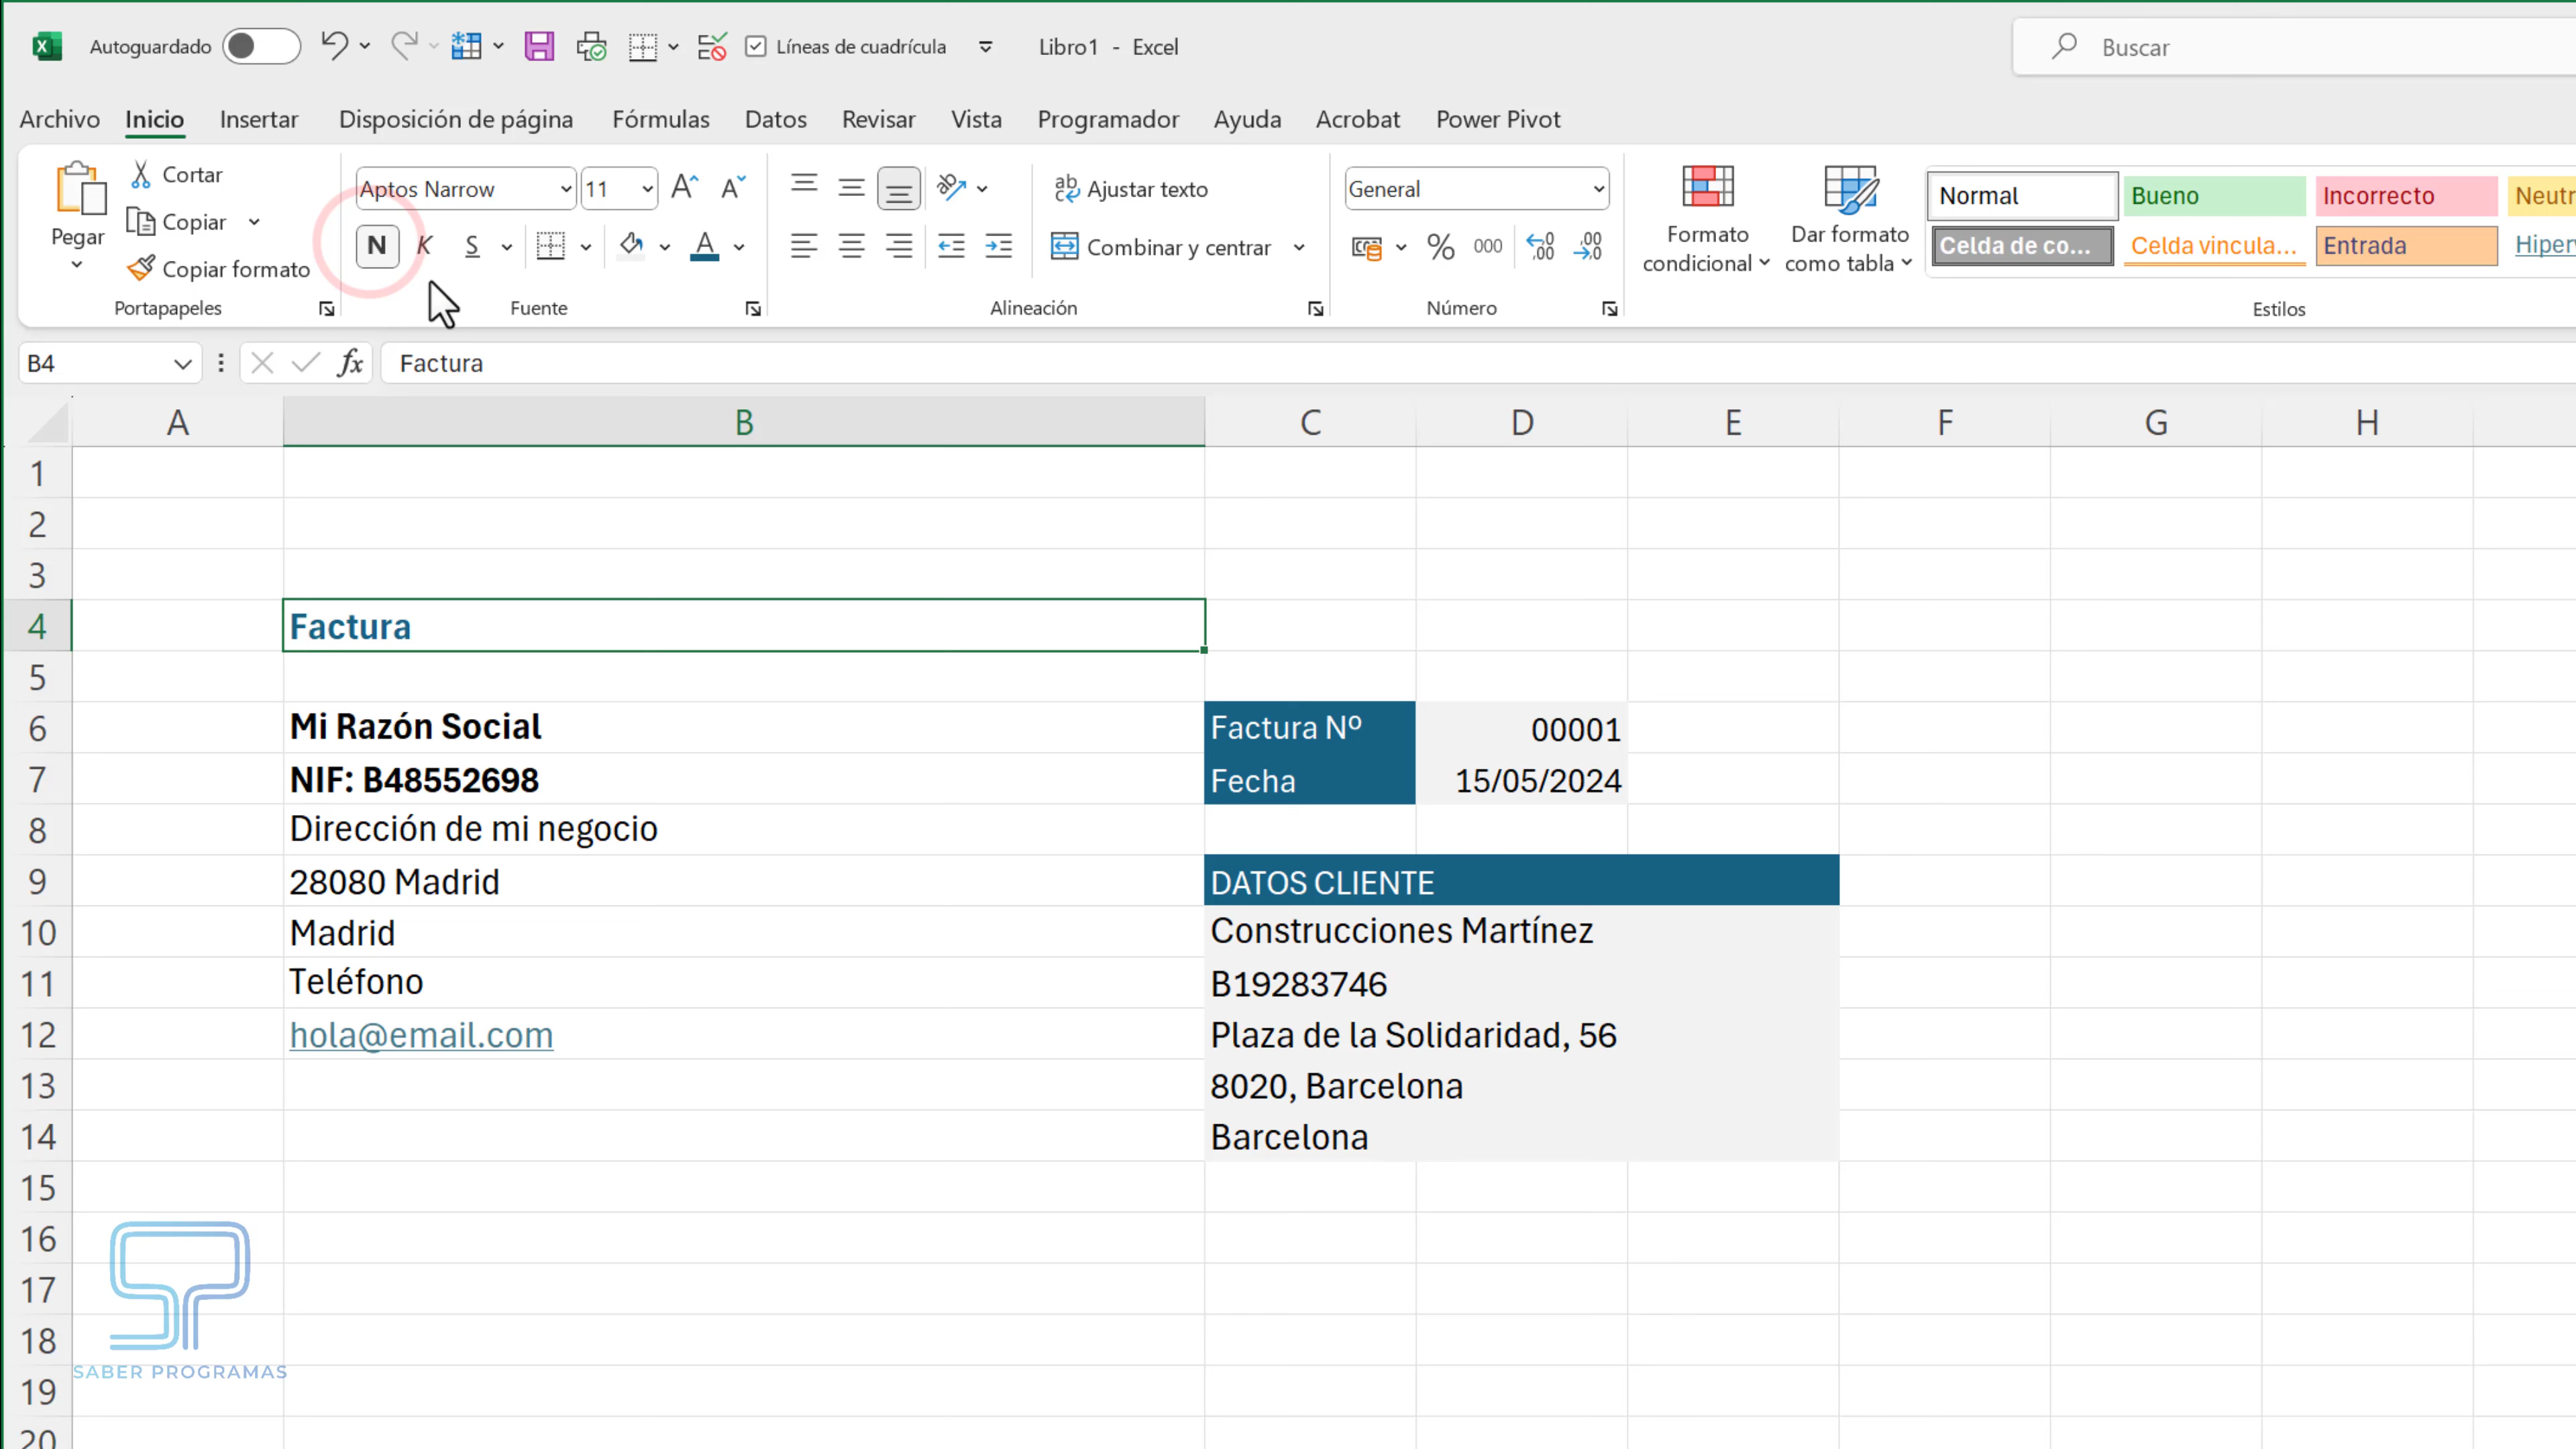 Autoguardado
Líneas de cuadrícula
Libro1 - Excel
Buscar
Archivo Inicio Insertar Disposición de página Fórmulas Datos Revisar Vista Programador Ayuda Acrobat Power Pivot
Pegar
Cortar
Copiar
Copiar formato
Portapapeles
Aptos Narrow
11
A A
N K S A
Fuente
ab
Ajustar texto
Combinar y centrar
Alineación
General
% 000
Número
Formato condicional
Dar formato como tabla
Normal Bueno Incorrecto
Celda de co... Celda vincula... Entrada
Estilos
B4
fx
Factura
A B C D E F G H
1
2
3
4 Factura
5
6 Mi Razón Social Factura Nº 00001
7 NIF: B48552698 Fecha 15/05/2024
8 Dirección de mi negocio
9 28080 Madrid DATOS CLIENTE
10 Madrid Construcciones Martínez
11 Teléfono B19283746
12 hola@email.com Plaza de la Solidaridad, 56
13 8020, Barcelona
14 Barcelona
15
16
17
18
SABER PROGRAMAS
19
20